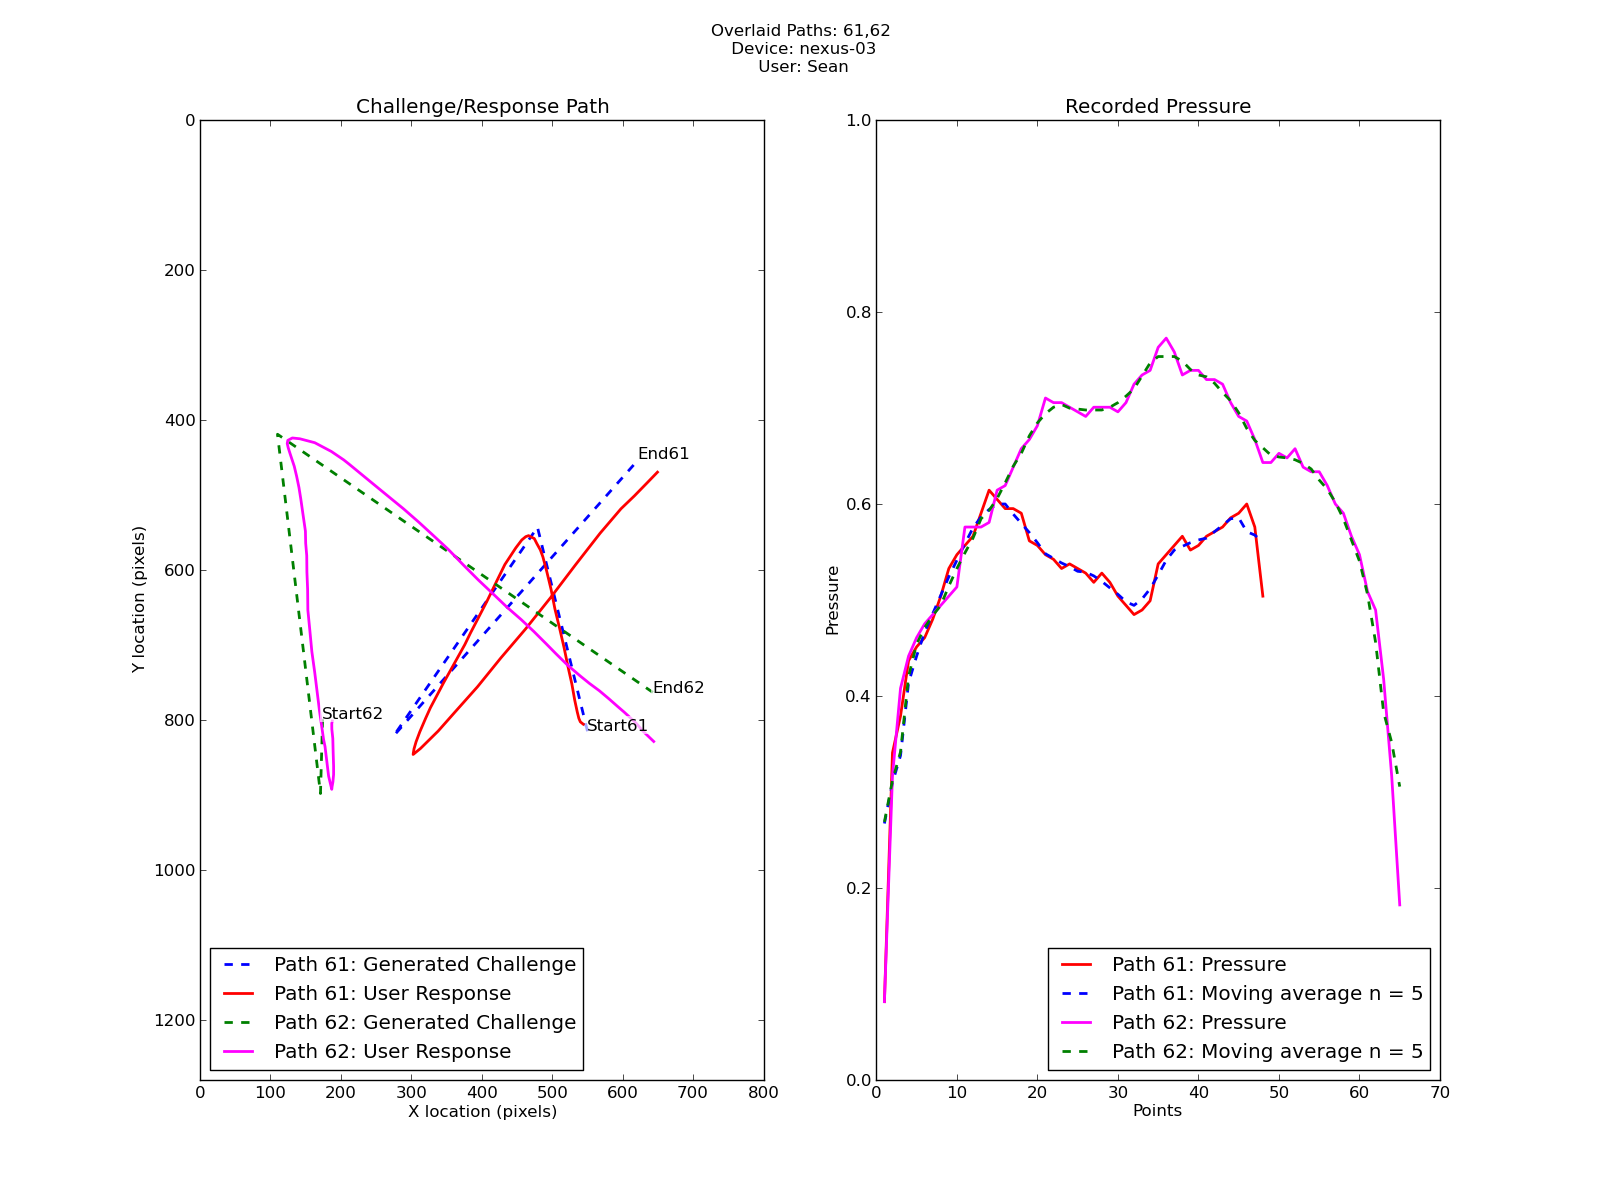 Overlaid Paths: 61,62
Device: nexus-03
User: Sean
Challenge/Response Path
0
200
400
600
800
1000
1200
Y location (pixels)
End61
End62
Start62
Start61
Path 61: Generated Challenge
Path 61: User Response
Path 62: Generated Challenge
Path 62: User Response
0 100 200 300 400 500 600 700 800
X location (pixels)
Recorded Pressure
1.0
0.8
0.6
0.4
0.2
0.0
Pressure
Path 61: Pressure
Path 61: Moving average n = 5
Path 62: Pressure
Path 62: Moving average n = 5
0 10 20 30 40 50 60 70
Points